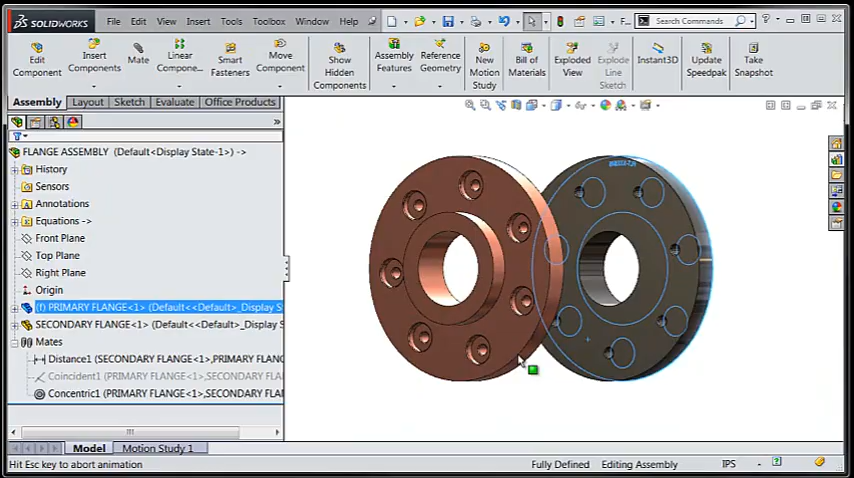 SOLIDWORKS File Edit View Insert Tools Toolbox Window Help F... Search Commands ?
Edit Component
Insert Components
Mate
Linear Compone...
Smart Fasteners
Move Component
Show Hidden Components
Assembly Features
Reference Geometry
New Motion Study
Bill of Materials
Exploded View
Explode Line Sketch
Instant3D
Update Speedpak
Take Snapshot
Assembly Layout Sketch Evaluate Office Products
FLANGE ASSEMBLY (Default<Display State-1>) ->
History
Sensors
Annotations
Equations ->
Front Plane
Top Plane
Right Plane
Origin
(f) PRIMARY FLANGE<1> (Default<<Default>_Display S
SECONDARY FLANGE<1> (Default<<Default>_Display
Mates
Distance1 (SECONDARY FLANGE<1>,PRIMARY FLANG
Coincident1 (PRIMARY FLANGE<1>,SECONDARY FLAN
Concentric1 (PRIMARY FLANGE<1>,SECONDARY FLA
Model Motion Study 1
Hit Esc key to abort animation Fully Defined Editing Assembly IPS